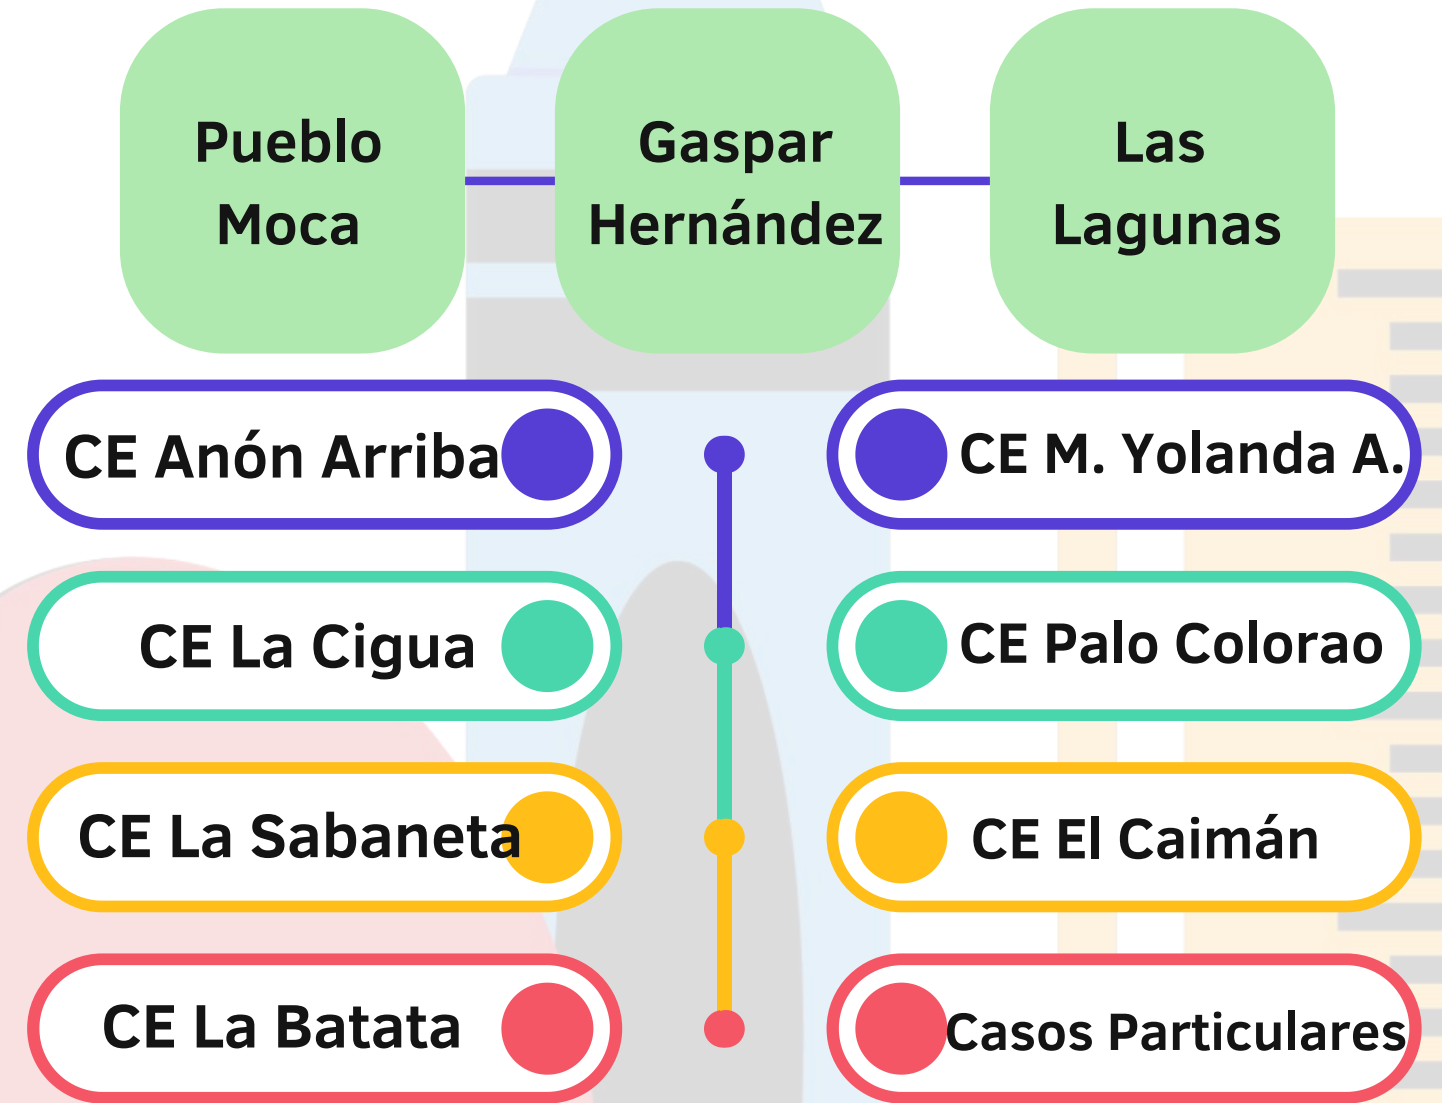 Pueblo
Moca
Gaspar
Hernández
Las
Lagunas
CE Anón Arriba
CE M. Yolanda A.
CE La Cigua
CE Palo Colorao
CE La Sabaneta
CE El Caimán
CE La Batata
Casos Particulares